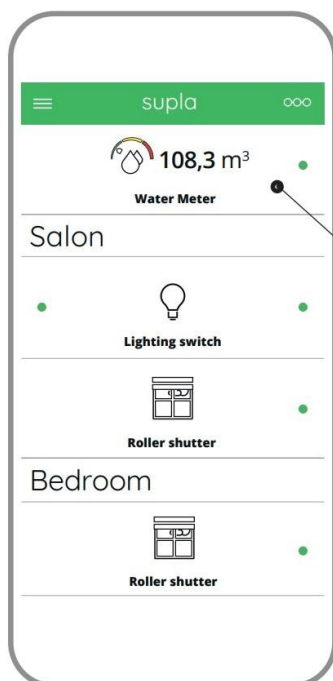 supla
108,3 m³
Water Meter
Salon
Lighting switch
Roller shutter
Bedroom
Roller shutter